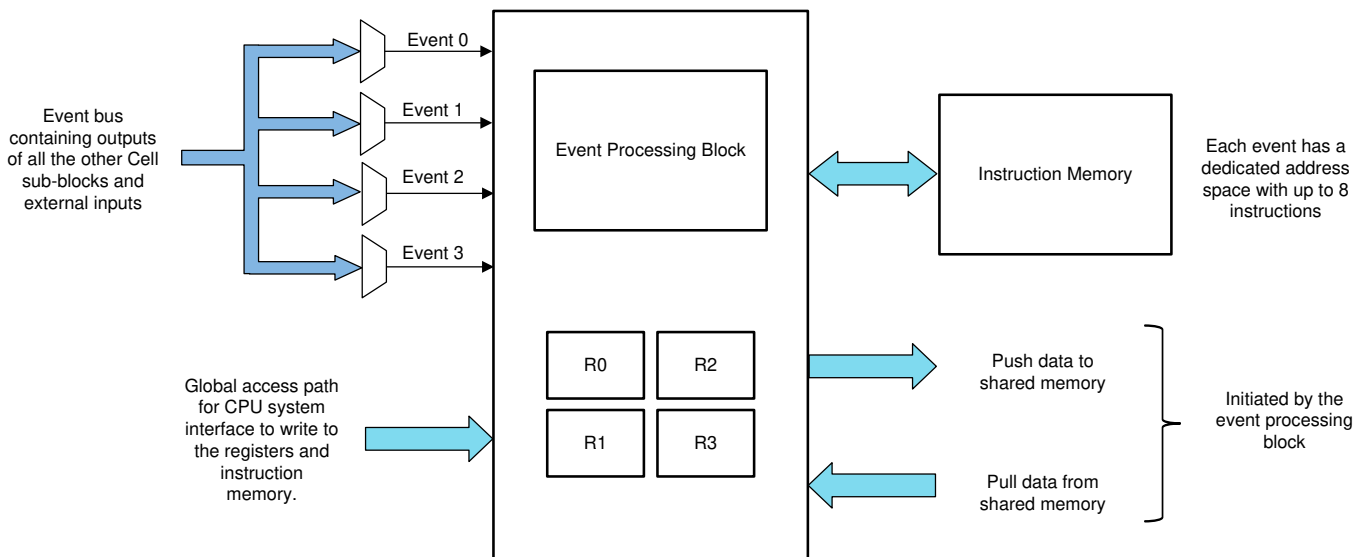 Event bus
containing outputs
of all the other Cell
sub-blocks and
external inputs
Event 0
Event 1
Event 2
Event 3
Event Processing Block
Instruction Memory
Each event has a
dedicated address
space with up to 8
instructions
Global access path
for CPU system
interface to write to
the registers and
instruction
memory.
R0
R2
R1
R3
Push data to
shared memory
Pull data from
shared memory
Initiated by the
event processing
block